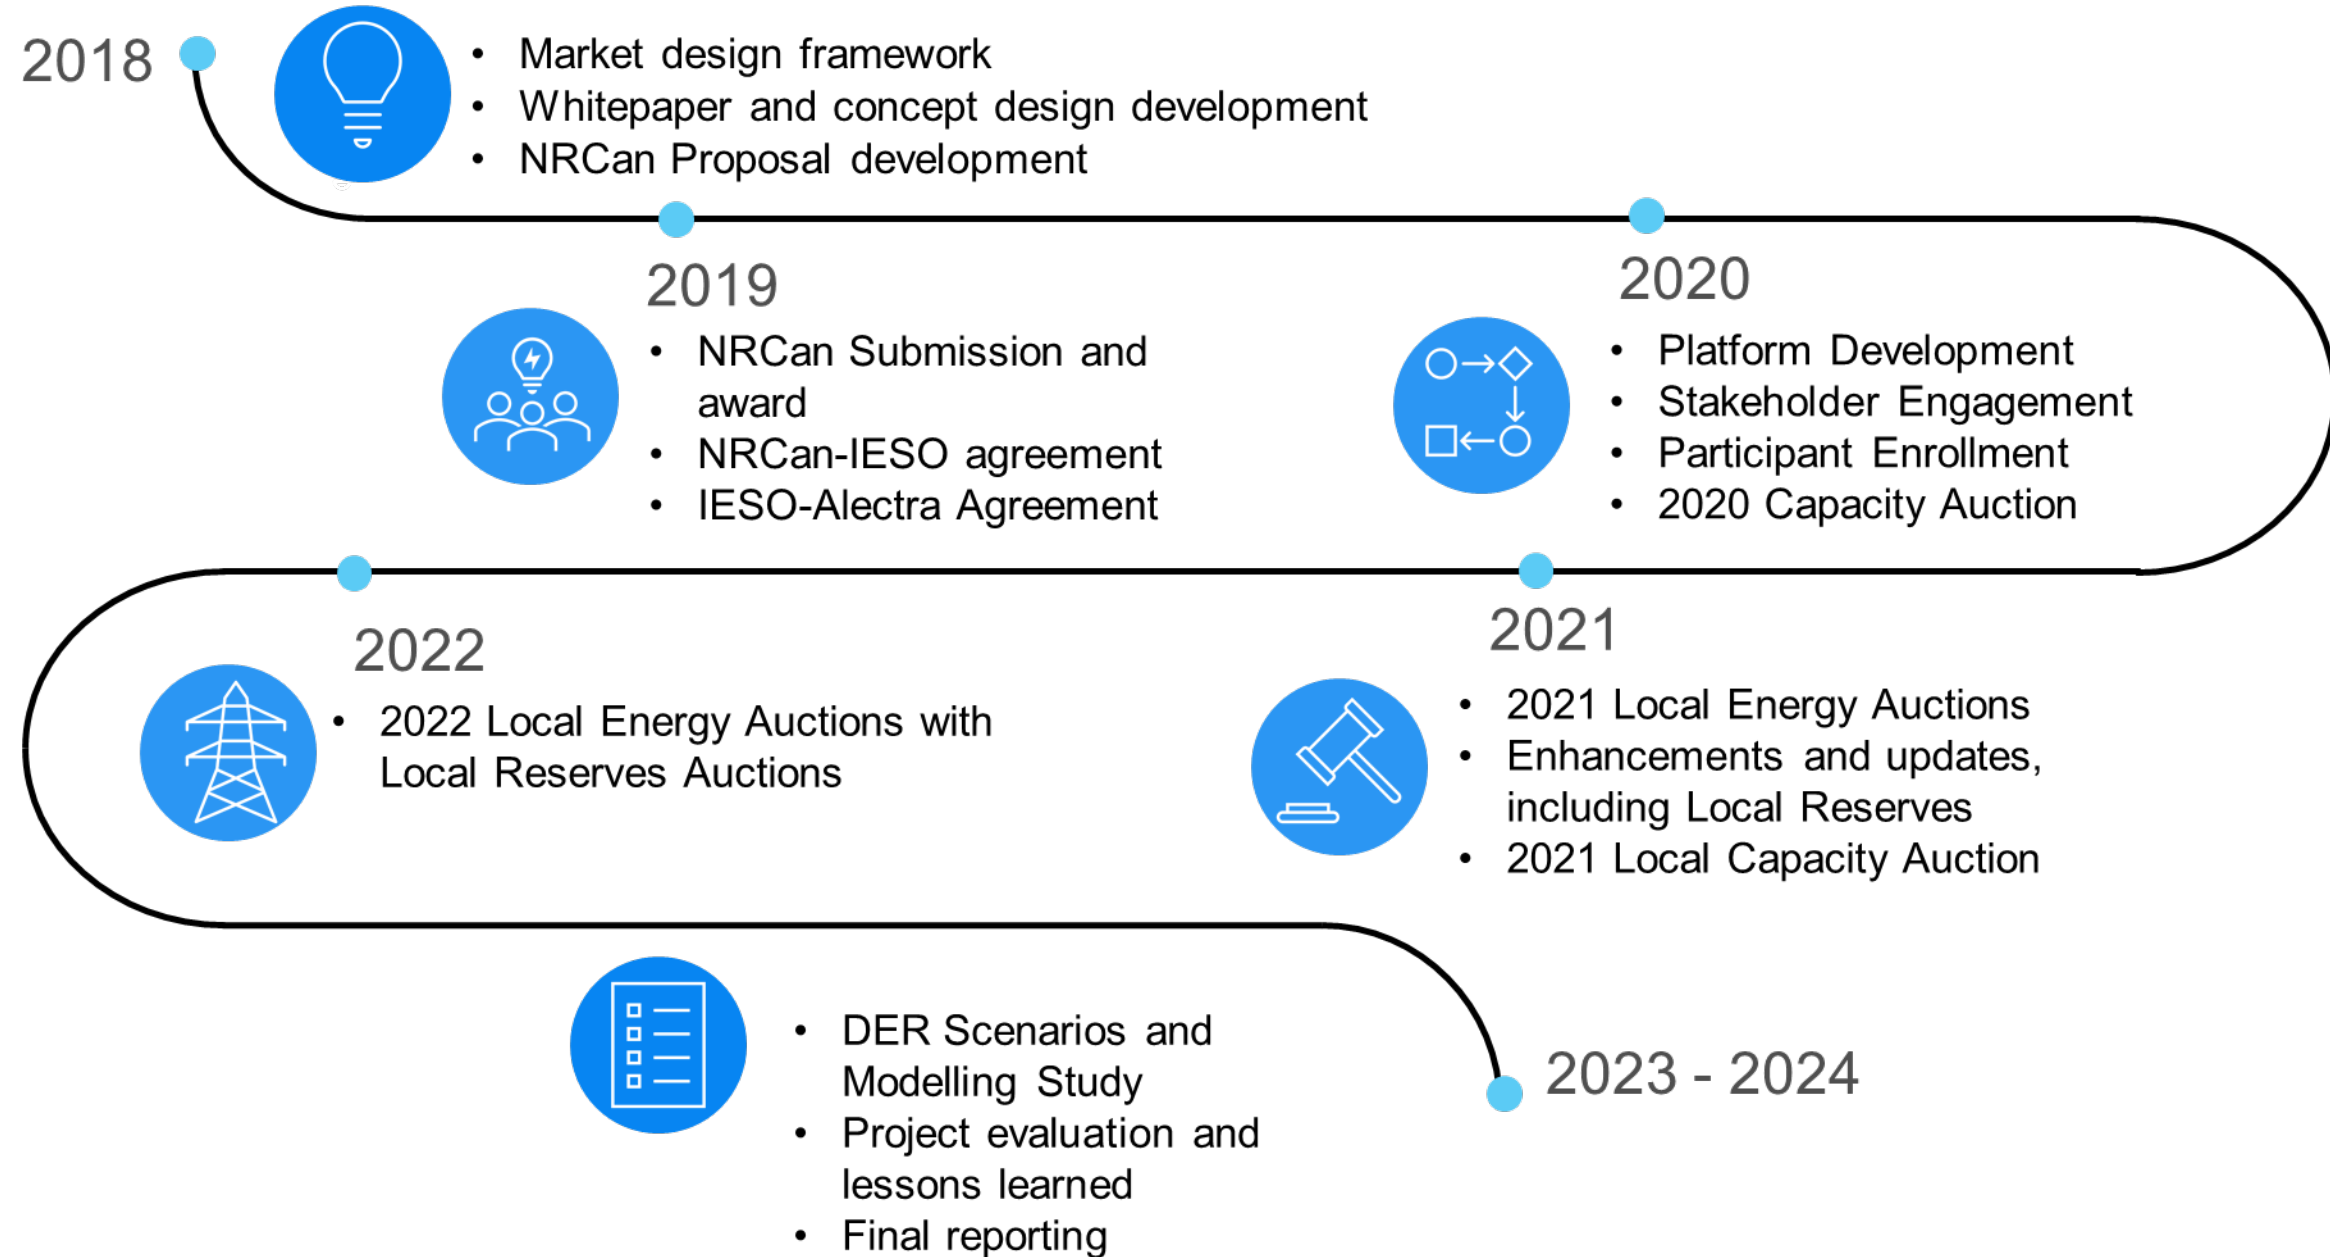 2018
• Market design framework
• Whitepaper and concept design development
• NRCan Proposal development
2019
• NRCan Submission and
award
• NRCan-IESO agreement
• IESO-Alectra Agreement
2020
• Platform Development
• Stakeholder Engagement
• Participant Enrollment
• 2020 Capacity Auction
2021
• 2021 Local Energy Auctions
• Enhancements and updates,
including Local Reserves
• 2021 Local Capacity Auction
2022
• 2022 Local Energy Auctions with
Local Reserves Auctions
2023 - 2024
• DER Scenarios and
Modelling Study
• Project evaluation and
lessons learned
• Final reporting